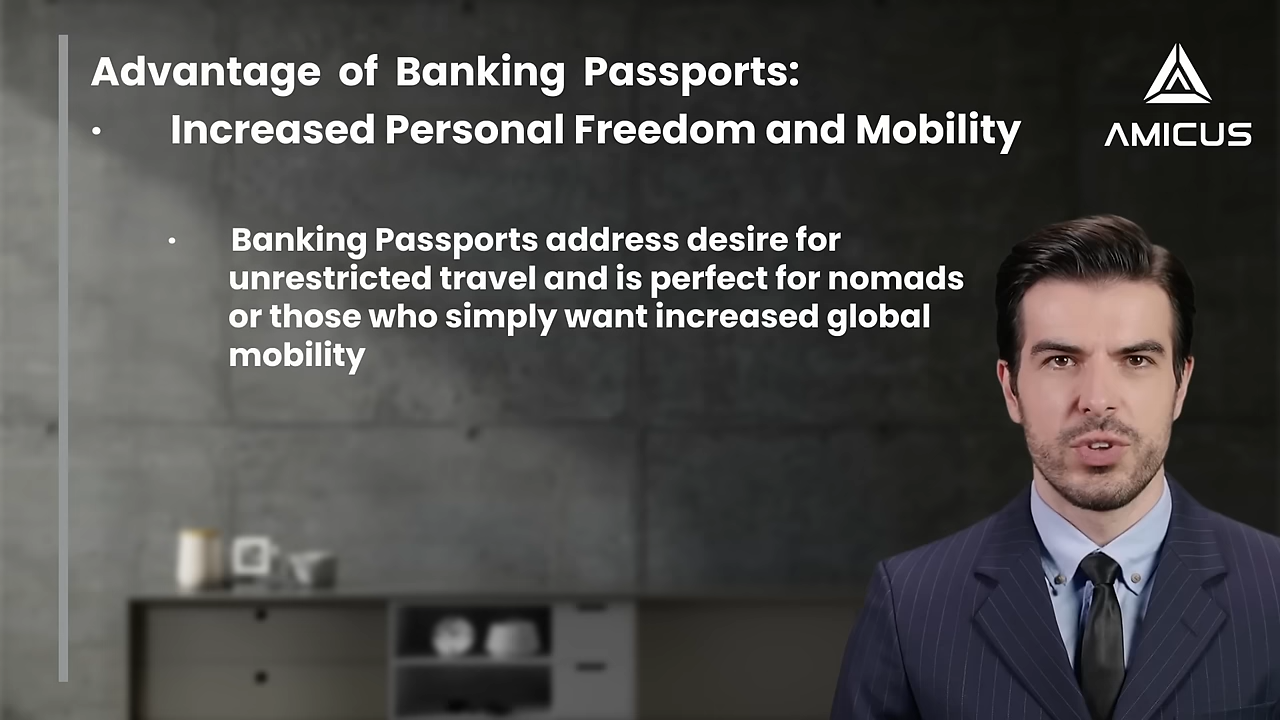 Advantage of Banking Passports:
• Increased Personal Freedom and Mobility
AMICUS
• Banking Passports address desire for
unrestricted travel and is perfect for nomads
or those who simply want increased global
mobility